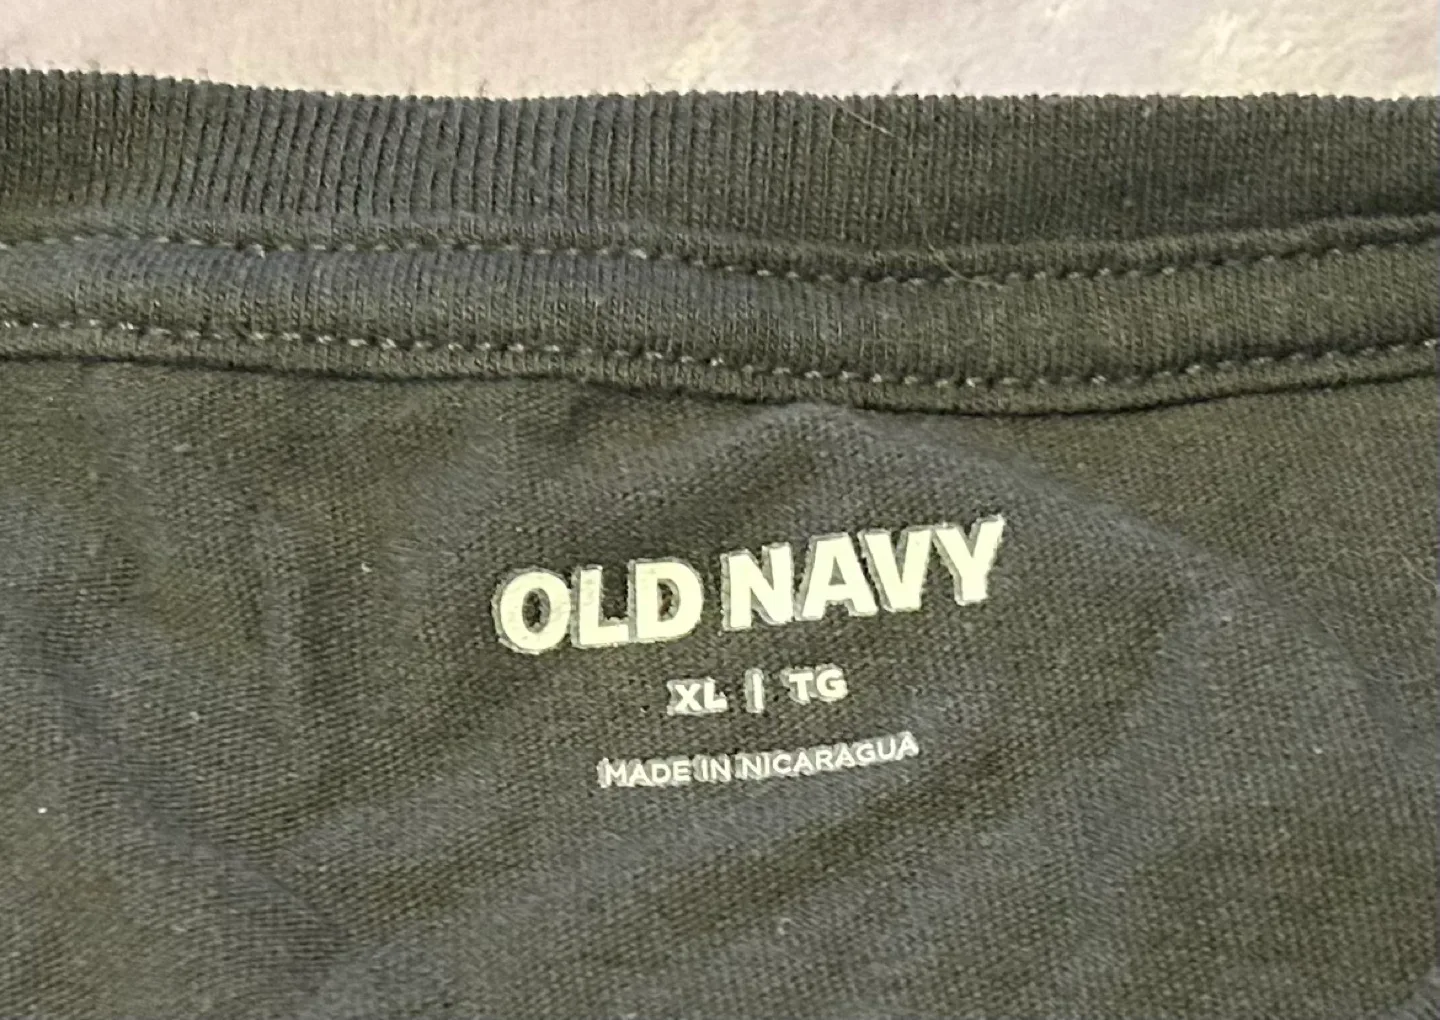 OLD NAVY
XL | TG
MADE IN NICARAGUA